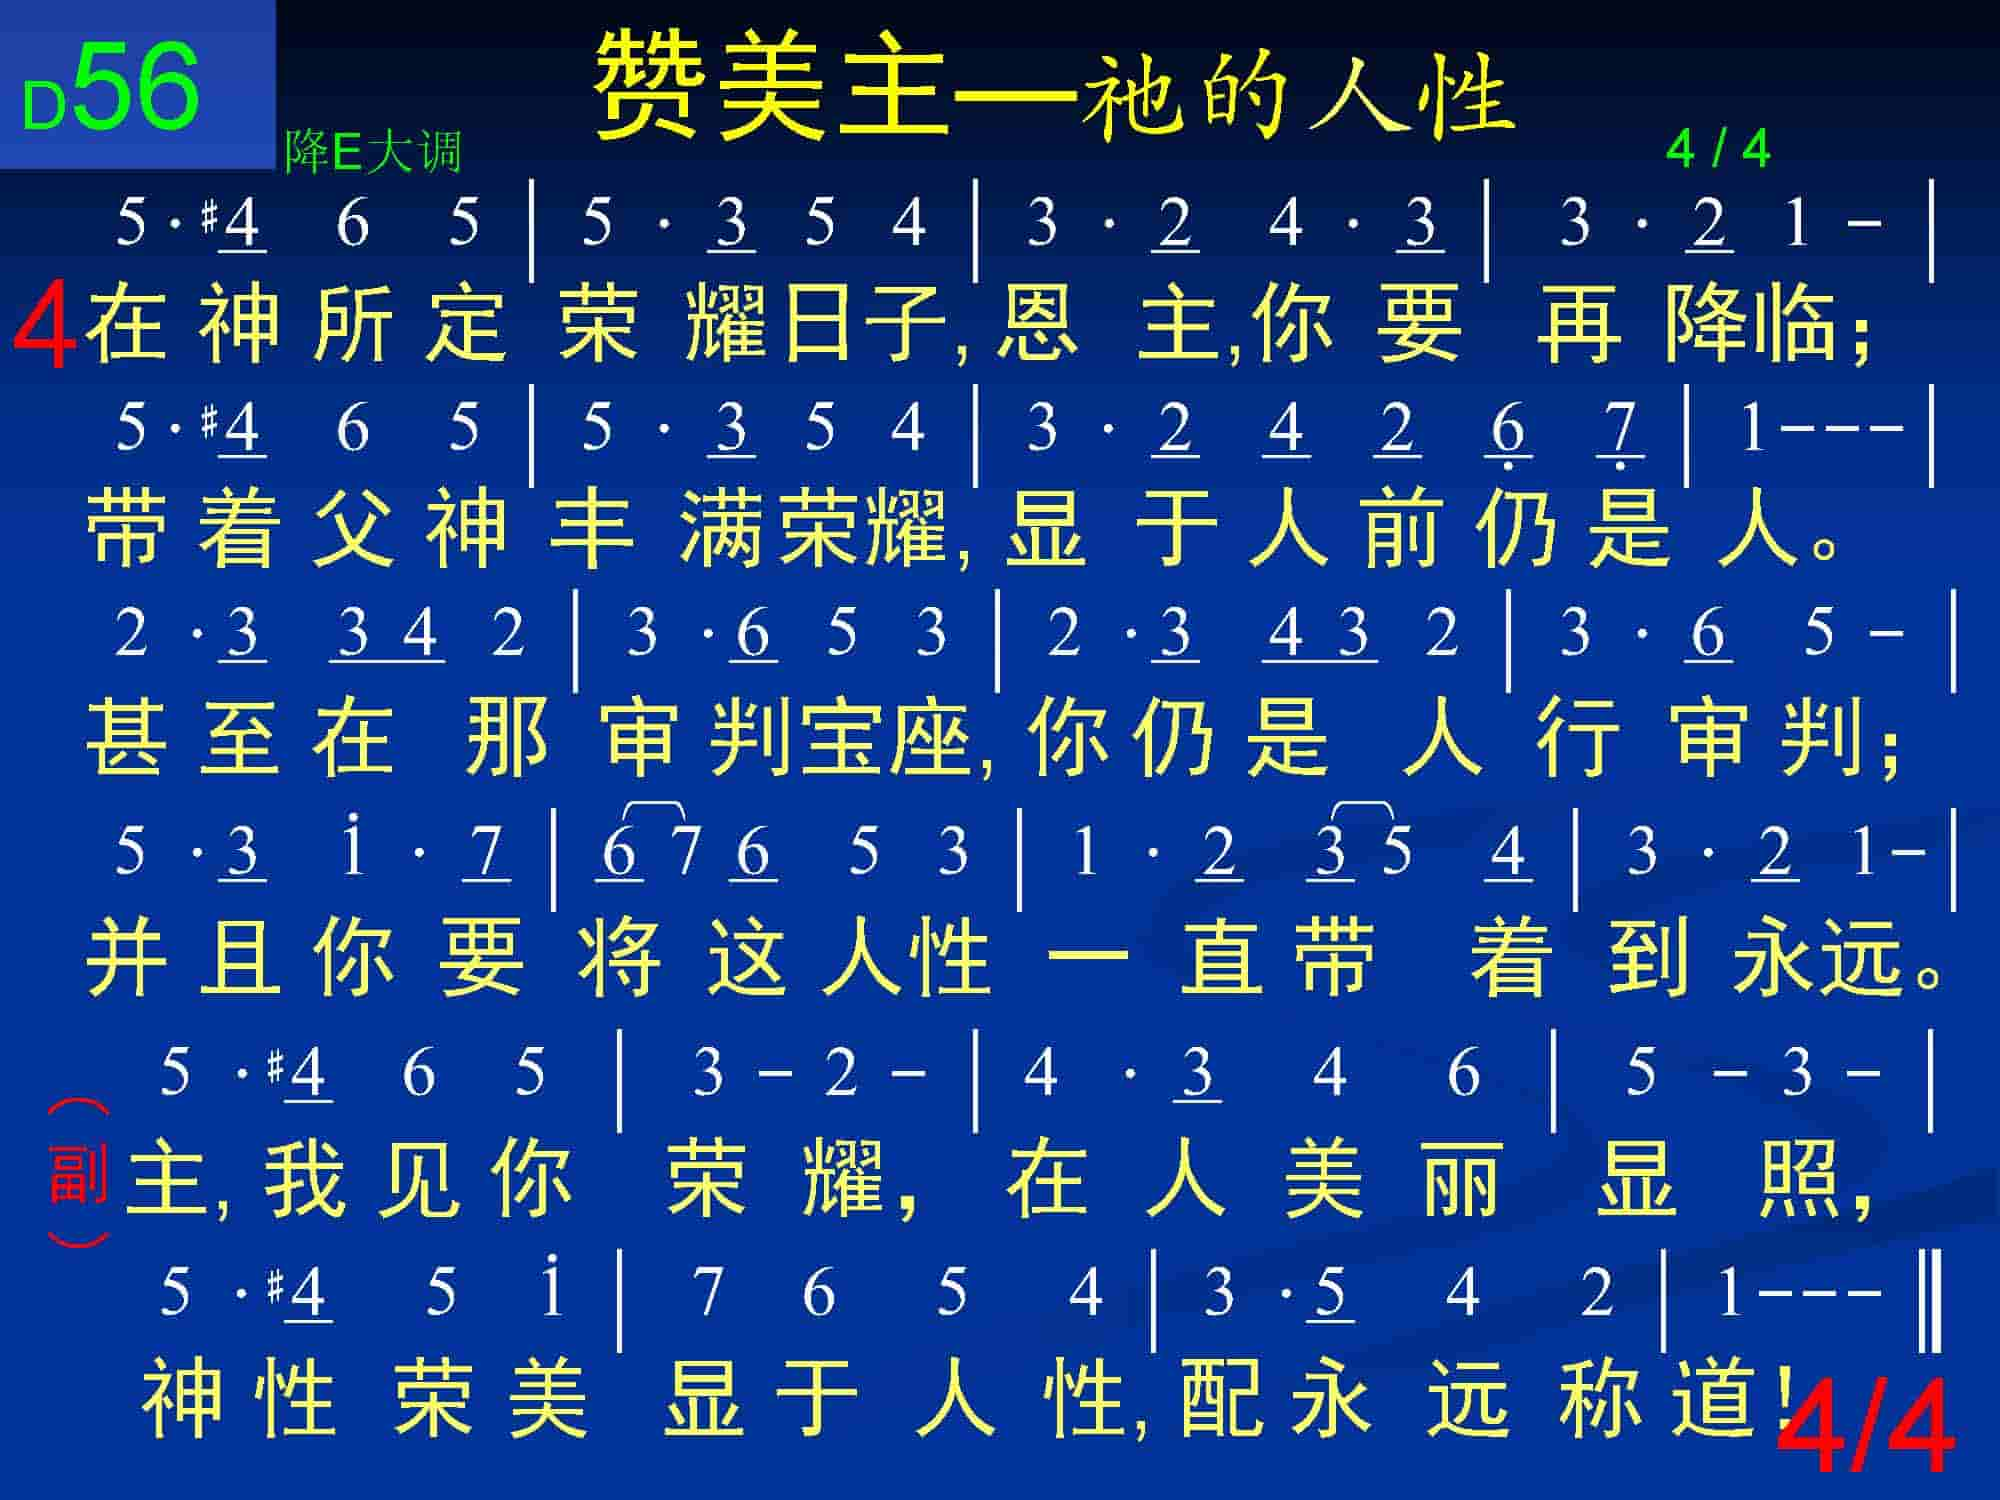 D56
赞美主—祂的人性
降E大调
4 / 4
5 · #4 6 5 | 5 · 3 5 4 | 3 · 2 4 · 3 | 3 · 2 1 - |
4 在神所定荣耀日子,恩主,你要再降临；
5 · #4 6 5 | 5 · 3 5 4 | 3 · 2 4 2 6̣ 7̣ | 1 - - - |
带着父神丰满荣耀,显于人前仍是人。
2 · 3 3 4 2 | 3 · 6 5 3 | 2 · 3 4 3 2 | 3 · 6 5 - |
甚至在那审判宝座,你仍是人行审判；
5 · 3 1̇ · 7 | 6 7 6 5 3 | 1 · 2 3 5 4 | 3 · 2 1 - |
并且你要将这人性一直带着到永远。
5 · #4 6 5 | 3 - 2 - | 4 · 3 4 6 | 5 - 3 - |
（副）主,我见你荣耀，在人美丽显照，
5 · #4 5 1̇ | 7 6 5 4 | 3 · 5 4 2 | 1 - - - ‖
神性荣美显于人性,配永远称道！
4/4